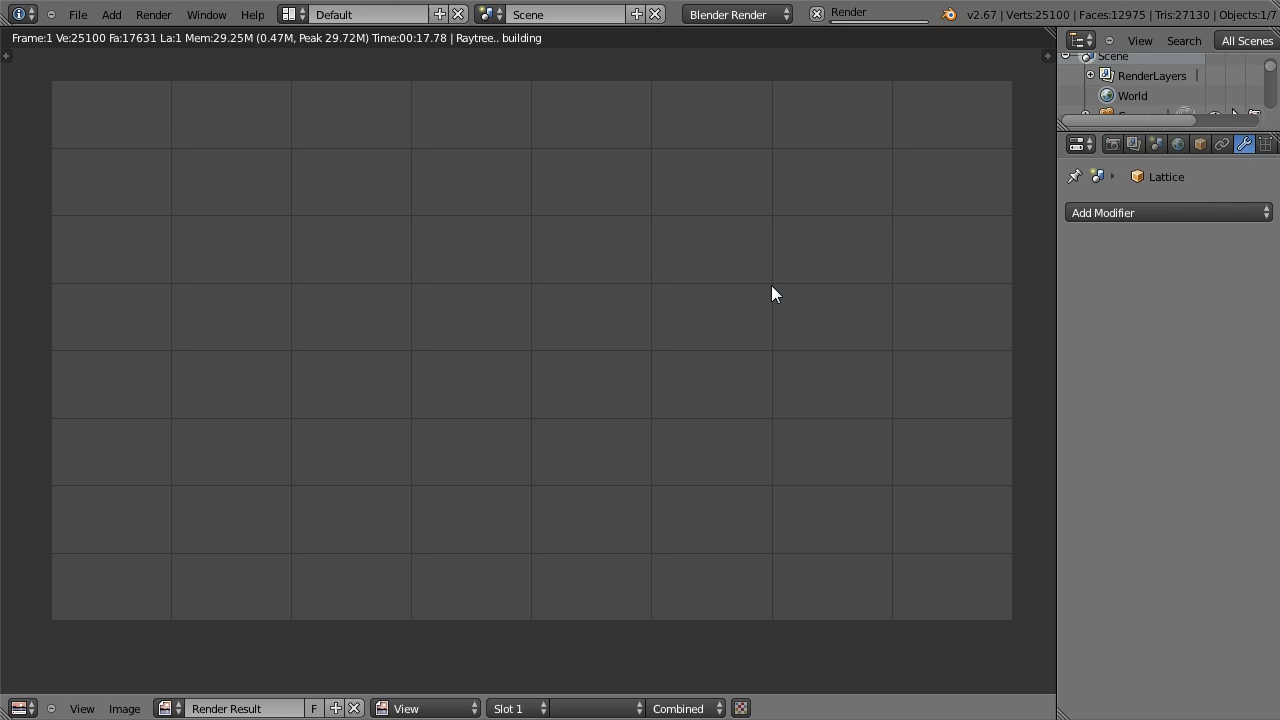 File Add Render Window Help Default Scene Blender Render Render v2.67 | Verts:25100 | Faces:12975 | Tris:27130 | Objects:1/7
Frame:1 Ve:25100 Fa:17631 La:1 Mem:29.25M (0.47M, Peak 29.72M) Time:00:17.78 | Raytree.. building
View Search All Scenes
Scene
RenderLayers
World
Lattice
Add Modifier
View Image Render Result F View Slot 1 Combined